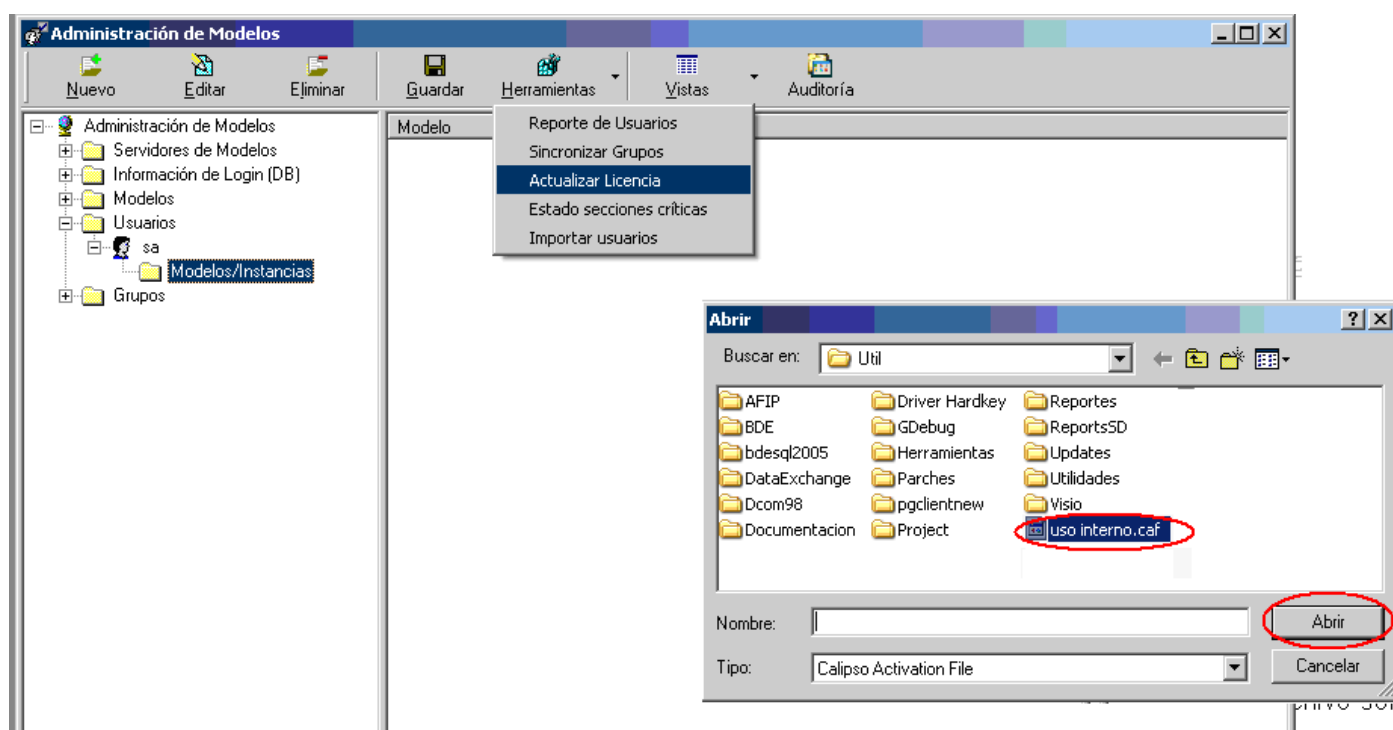 Administración de Modelos
Nuevo Editar Eliminar Guardar Herramientas Vistas Auditoría
Administración de Modelos
Servidores de Modelos
Información de Login (DB)
Modelos
Usuarios
sa
Modelos/Instancias
Grupos
Modelo
Reporte de Usuarios
Sincronizar Grupos
Actualizar Licencia
Estado secciones críticas
Importar usuarios
Abrir
Buscar en: Util
AFIP Driver Hardkey Reportes
BDE GDebug ReportsSD
bdesql2005 Herramientas Updates
DataExchange Parches Utilidades
Dcom98 pgclientnew Visio
Documentacion Project uso interno.caf
Nombre: Abrir
Tipo: Calipso Activation File Cancelar